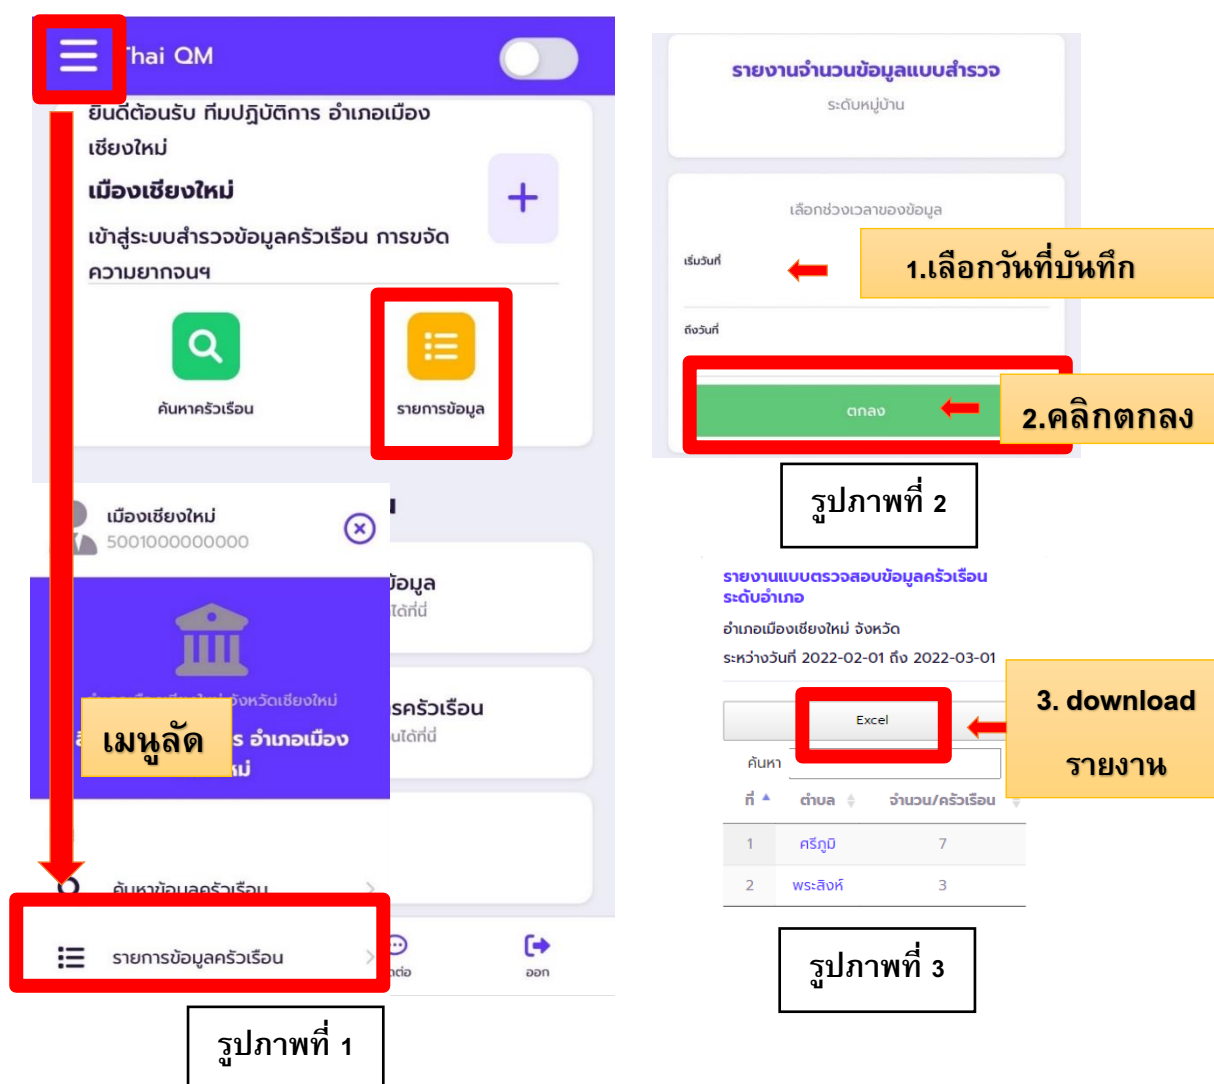 Thai QM
ยินดีต้อนรับ ทีมปฏิบัติการ อำเภอเมือง
เชียงใหม่
เมืองเชียงใหม่
เข้าสู่ระบบสำรวจข้อมูลครัวเรือน การขจัด
ความยากจนฯ
ค้นหาครัวเรือน
รายการข้อมูล
เมืองเชียงใหม่
5001000000000
ได้ที่นี่
เมนูลัด
จังหวัดเชียงใหม่
อำเภอเมือง
ค้นหาข้อมูลครัวเรือน
รายการข้อมูลครัวเรือน
ออก
รูปภาพที่ 1
รายงานจำนวนข้อมูลแบบสำรวจ
ระดับหมู่บ้าน
เลือกช่วงเวลาของข้อมูล
เริ่มวันที่
1.เลือกวันที่บันทึก
ถึงวันที่
ตกลง
2.คลิกตกลง
รูปภาพที่ 2
รายงานแบบตรวจสอบข้อมูลครัวเรือน
ระดับอำเภอ
อำเภอเมืองเชียงใหม่ จังหวัด
ระหว่างวันที่ 2022-02-01 ถึง 2022-03-01
Excel
3. download
รายงาน
ค้นหา
ที่ ตำบล จำนวน/ครัวเรือน
1 ศรีภูมิ 7
2 พระสิงห์ 3
รูปภาพที่ 3